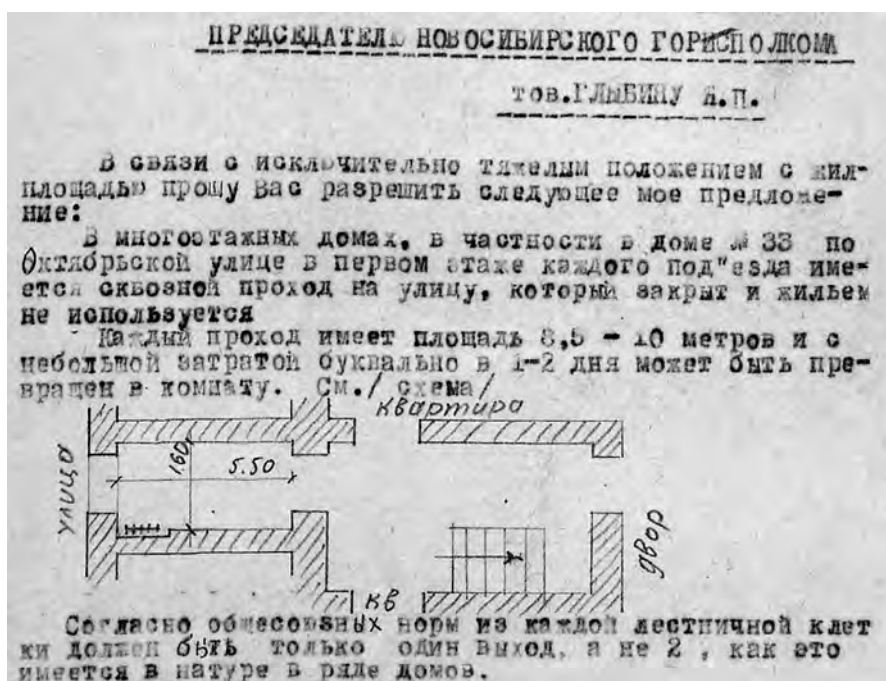 ПРЕДСЕДАТЕЛЬ НОВОСИБИРСКОГО ГОРИСПОЛКОМА
тов.ГЛЫБИНУ А.П.
В связи с исключительно тяжелым положением с жил-
площадью прошу Вас разрешить следующее мое предложе-
ние:
В многоэтажных домах, в частности в доме № 33 по
Октябрьской улице в первом этаже каждого под"езда име-
ется сквозной проход на улицу, который закрыт и жильем
не используется
Каждый проход имеет площадь 8,5 - 10 метров и с
небольшой затратой буквально в 1-2 дня может быть пре-
вращен в комнату. См./ схема/
квартира
улица
1.60
5.50
двор
кв
Согласно общесоюзных норм из каждой лестничной клет
ки должен быть только один выход, а не 2 , как это
имеется в натуре в ряде домов.